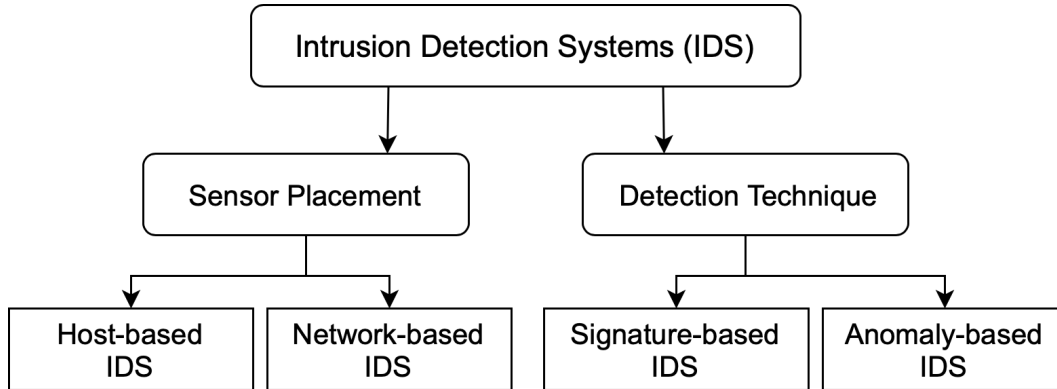 Intrusion Detection Systems (IDS)
Sensor Placement
Detection Technique
Host-based
IDS
Network-based
IDS
Signature-based
IDS
Anomaly-based
IDS